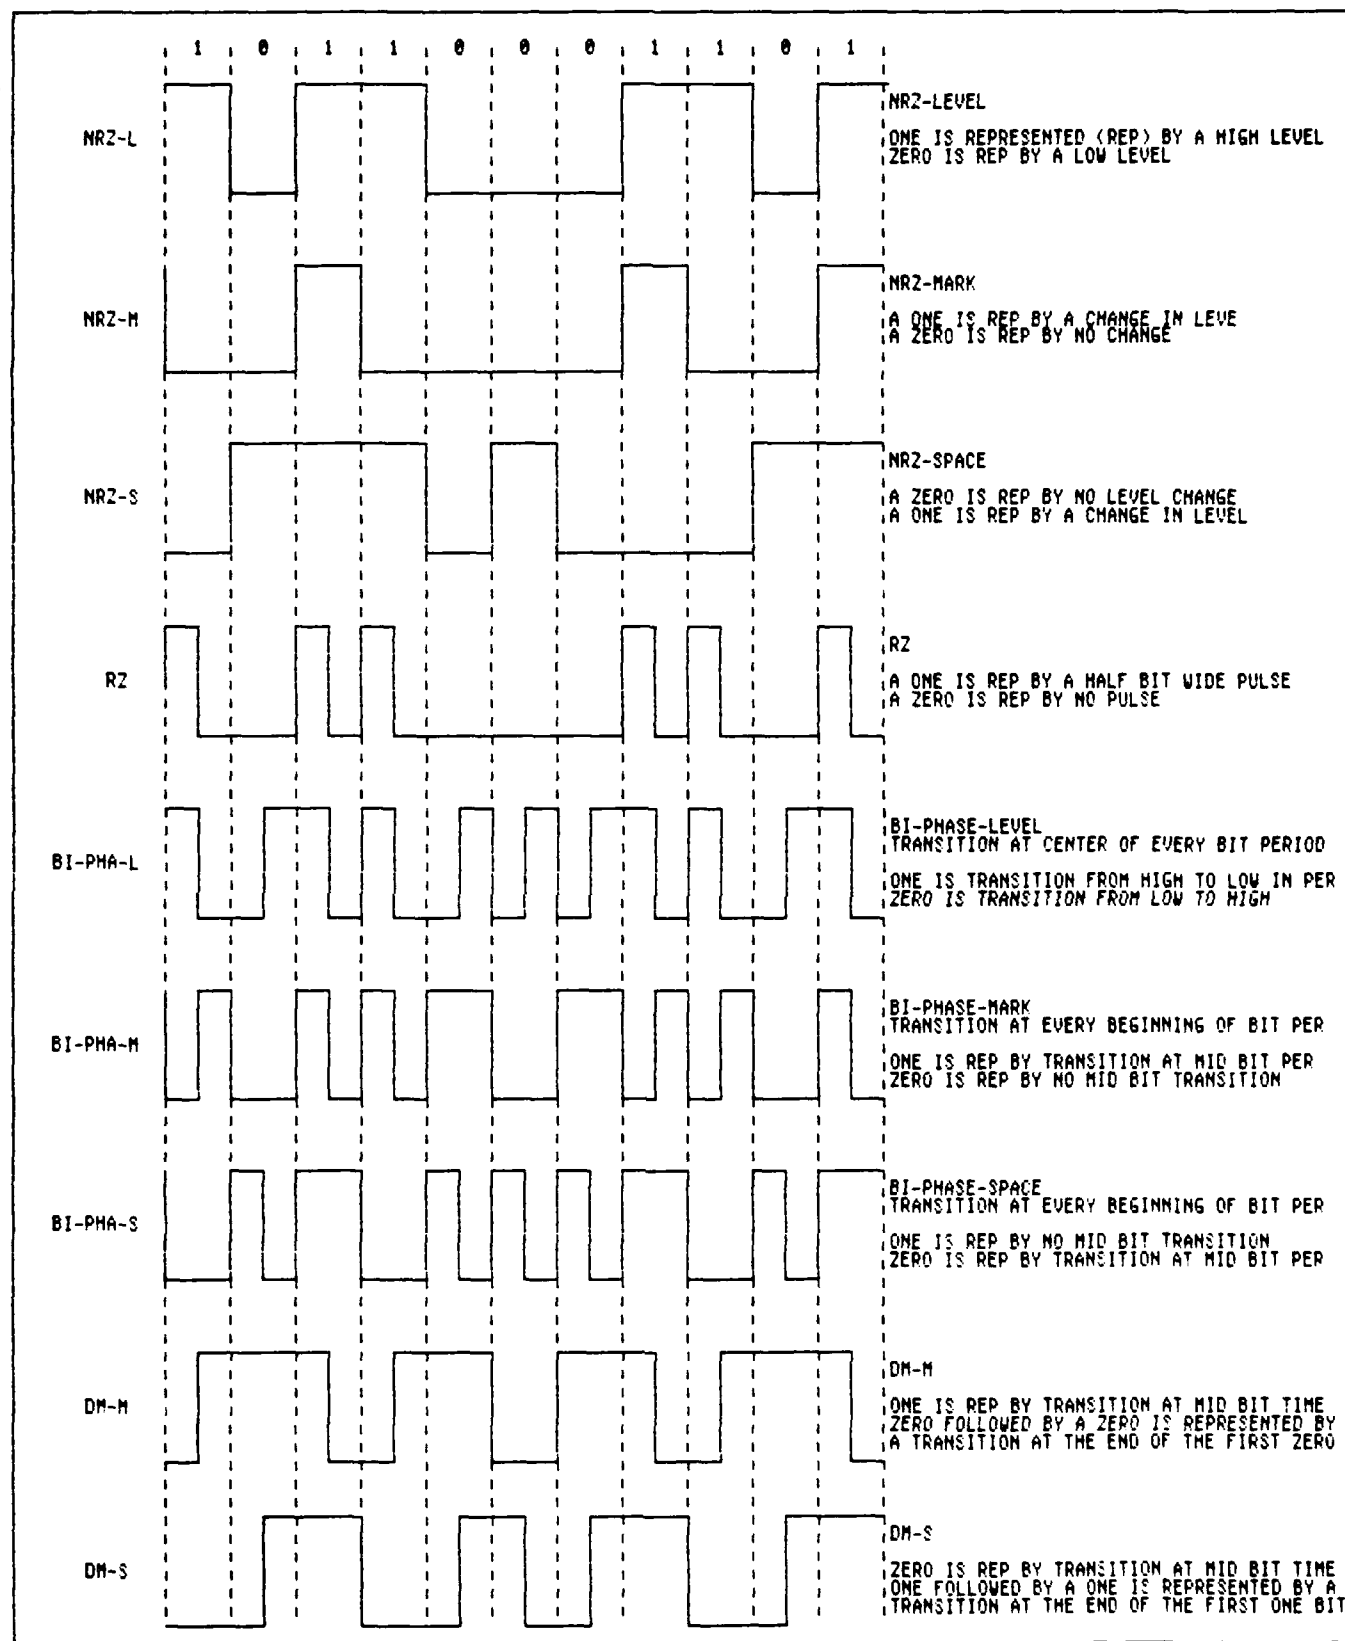 1 0 1 1 0 0 0 1 1 0 1
NRZ-L
NRZ-LEVEL
ONE IS REPRESENTED (REP) BY A HIGH LEVEL
ZERO IS REP BY A LOW LEVEL
NRZ-M
NRZ-MARK
A ONE IS REP BY A CHANGE IN LEVE
A ZERO IS REP BY NO CHANGE
NRZ-S
NRZ-SPACE
A ZERO IS REP BY NO LEVEL CHANGE
A ONE IS REP BY A CHANGE IN LEVEL
RZ
RZ
A ONE IS REP BY A HALF BIT WIDE PULSE
A ZERO IS REP BY NO PULSE
BI-PHA-L
BI-PHASE-LEVEL
TRANSITION AT CENTER OF EVERY BIT PERIOD
ONE IS TRANSITION FROM HIGH TO LOW IN PER
ZERO IS TRANSITION FROM LOW TO HIGH
BI-PHA-M
BI-PHASE-MARK
TRANSITION AT EVERY BEGINNING OF BIT PER
ONE IS REP BY TRANSITION AT MID BIT PER
ZERO IS REP BY NO MID BIT TRANSITION
BI-PHA-S
BI-PHASE-SPACE
TRANSITION AT EVERY BEGINNING OF BIT PER
ONE IS REP BY NO MID BIT TRANSITION
ZERO IS REP BY TRANSITION AT MID BIT PER
DM-M
DM-M
ONE IS REP BY TRANSITION AT MID BIT TIME
ZERO FOLLOWED BY A ZERO IS REPRESENTED BY
A TRANSITION AT THE END OF THE FIRST ZERO
DM-S
DM-S
ZERO IS REP BY TRANSITION AT MID BIT TIME
ONE FOLLOWED BY A ONE IS REPRESENTED BY A
TRANSITION AT THE END OF THE FIRST ONE BIT